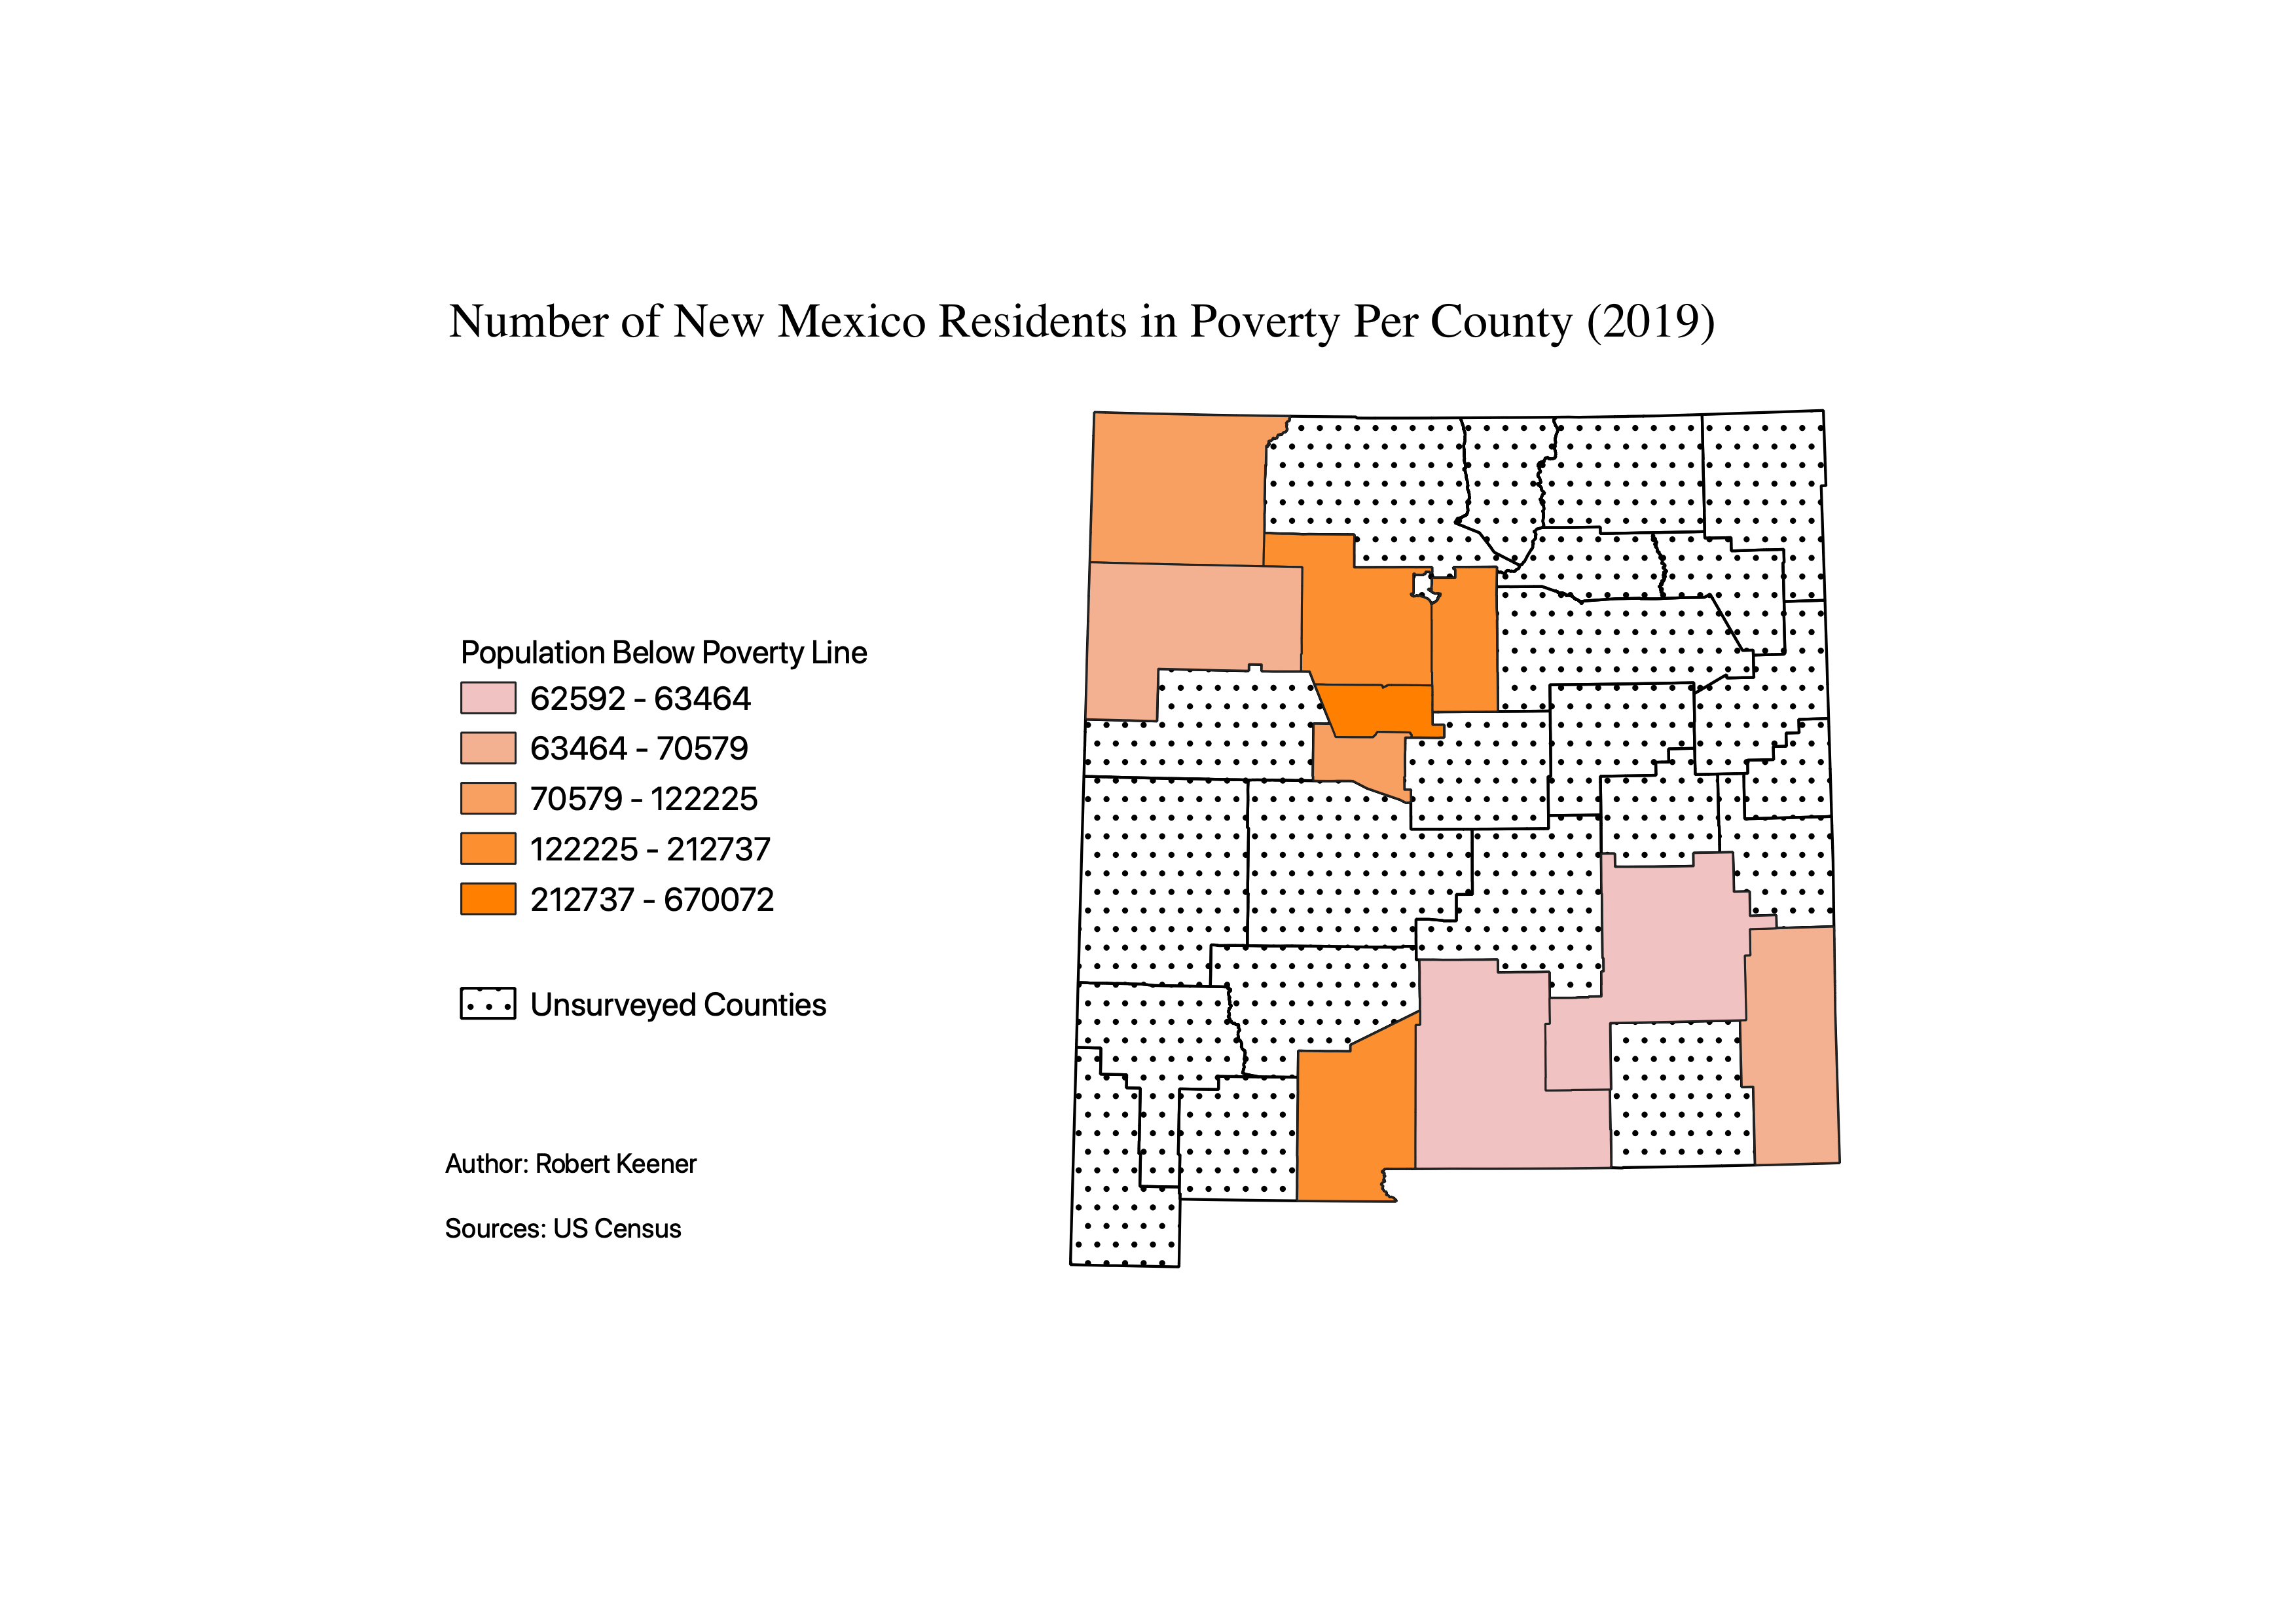 Number of New Mexico Residents in Poverty Per County (2019)
Population Below Poverty Line
62592 - 63464
63464 - 70579
70579 - 122225
122225 - 212737
212737 - 670072
Unsurveyed Counties
Author: Robert Keener
Sources: US Census